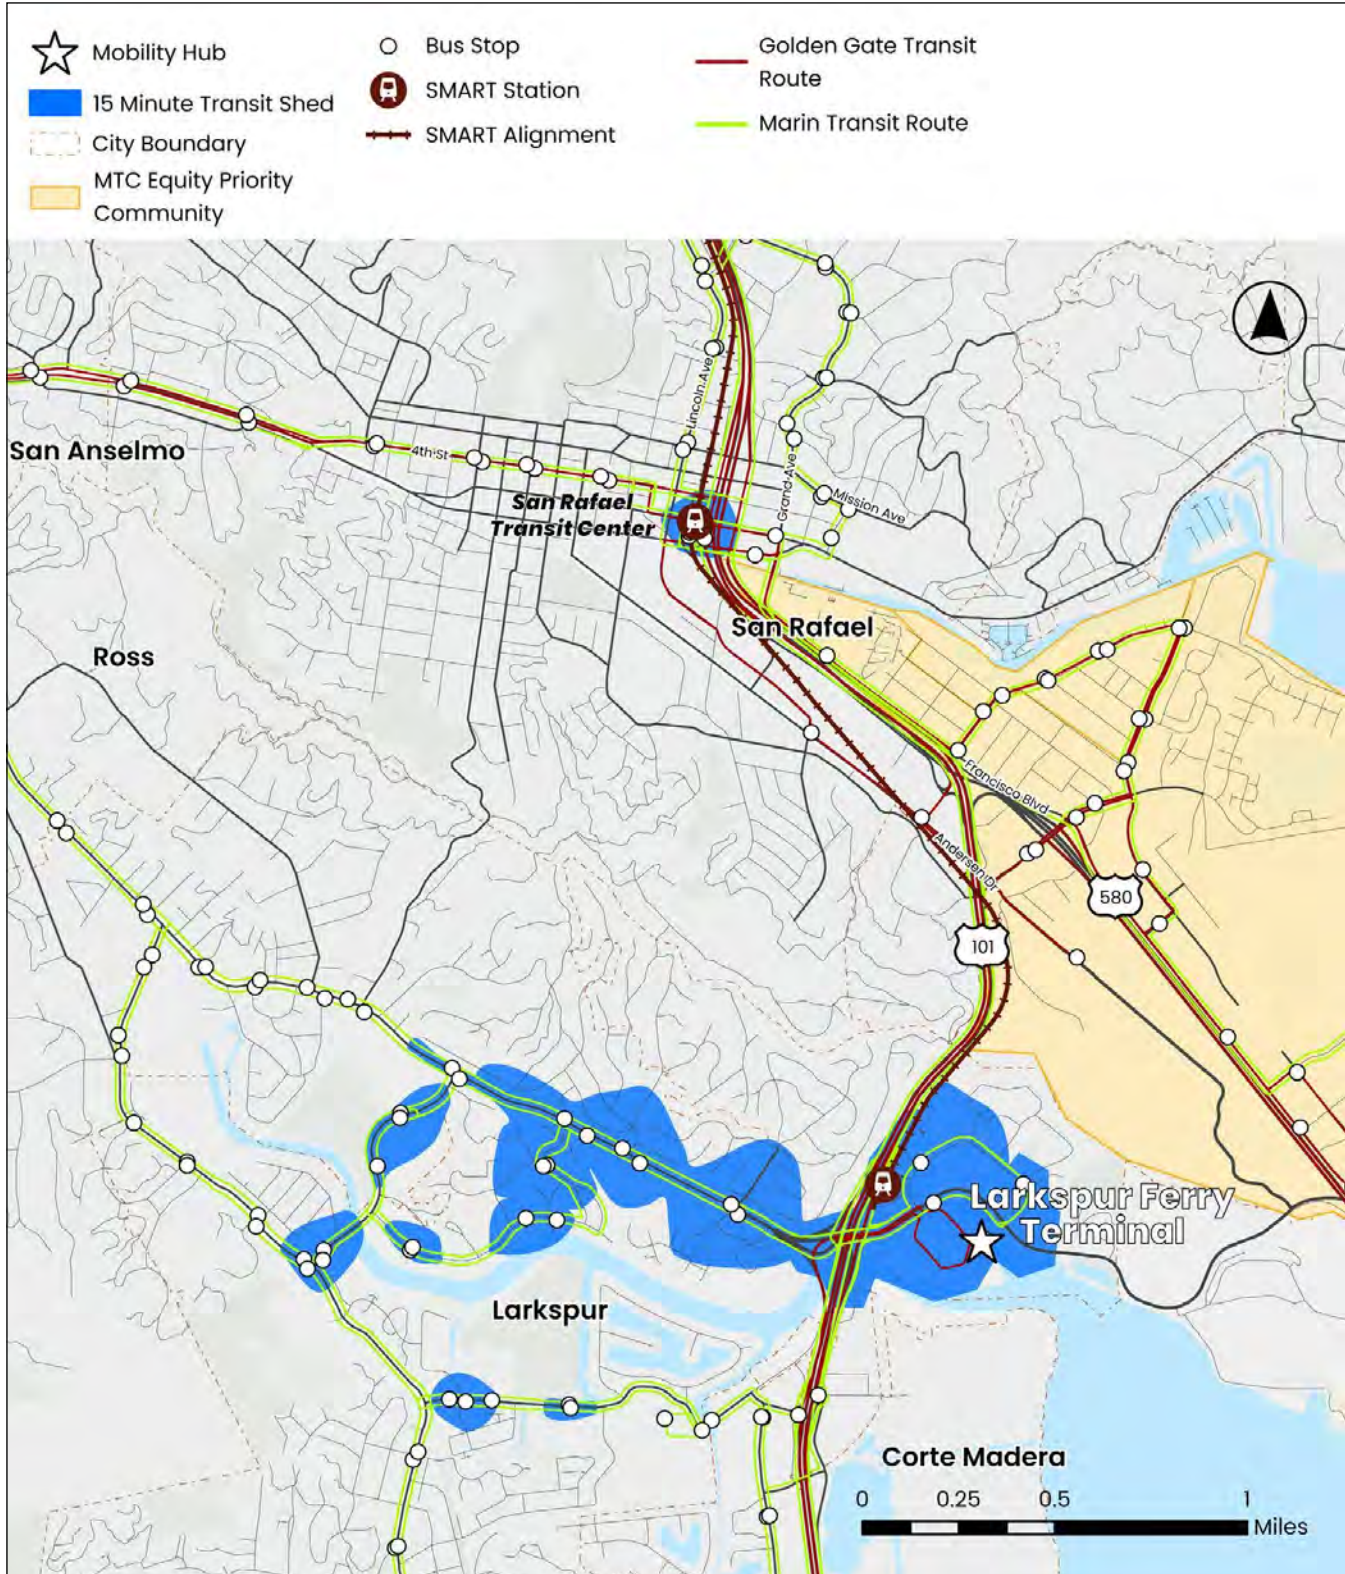 Mobility Hub
15 Minute Transit Shed
City Boundary
MTC Equity Priority
Community
Bus Stop
SMART Station
SMART Alignment
Golden Gate Transit
Route
Marin Transit Route
Lincoln Ave
San Anselmo
4th St
Grand Ave
Mission Ave
San Rafael
Transit Center
San Rafael
Ross
Francisco Blvd
Andersen Dr
580
101
Larkspur Ferry
Terminal
Larkspur
Corte Madera
0 0.25 0.5 1
Miles